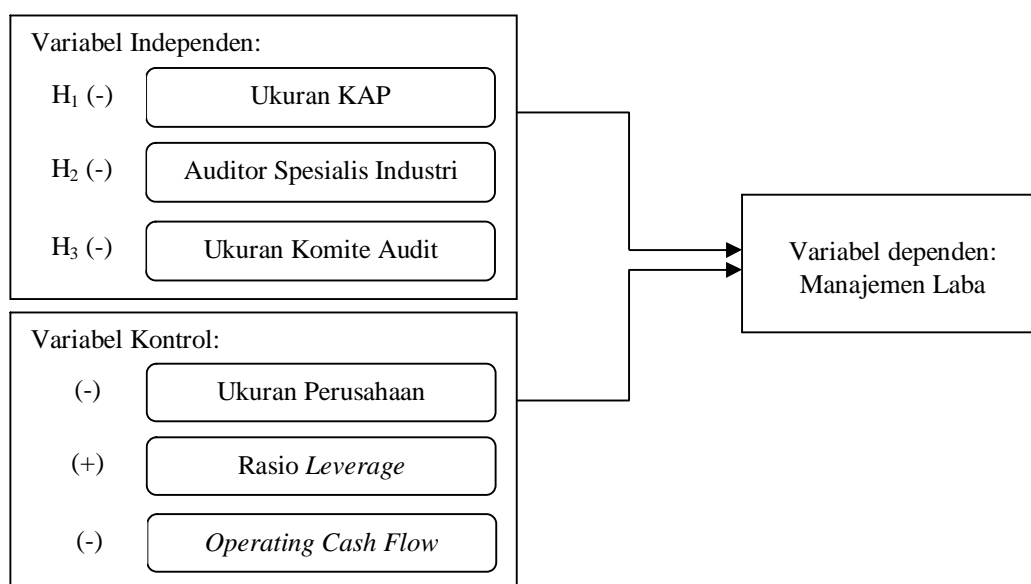 Variabel Independen:
H₁ (-) Ukuran KAP
H₂ (-) Auditor Spesialis Industri
H₃ (-) Ukuran Komite Audit
Variabel dependen:
Manajemen Laba
Variabel Kontrol:
(-) Ukuran Perusahaan
(+) Rasio Leverage
(-) Operating Cash Flow